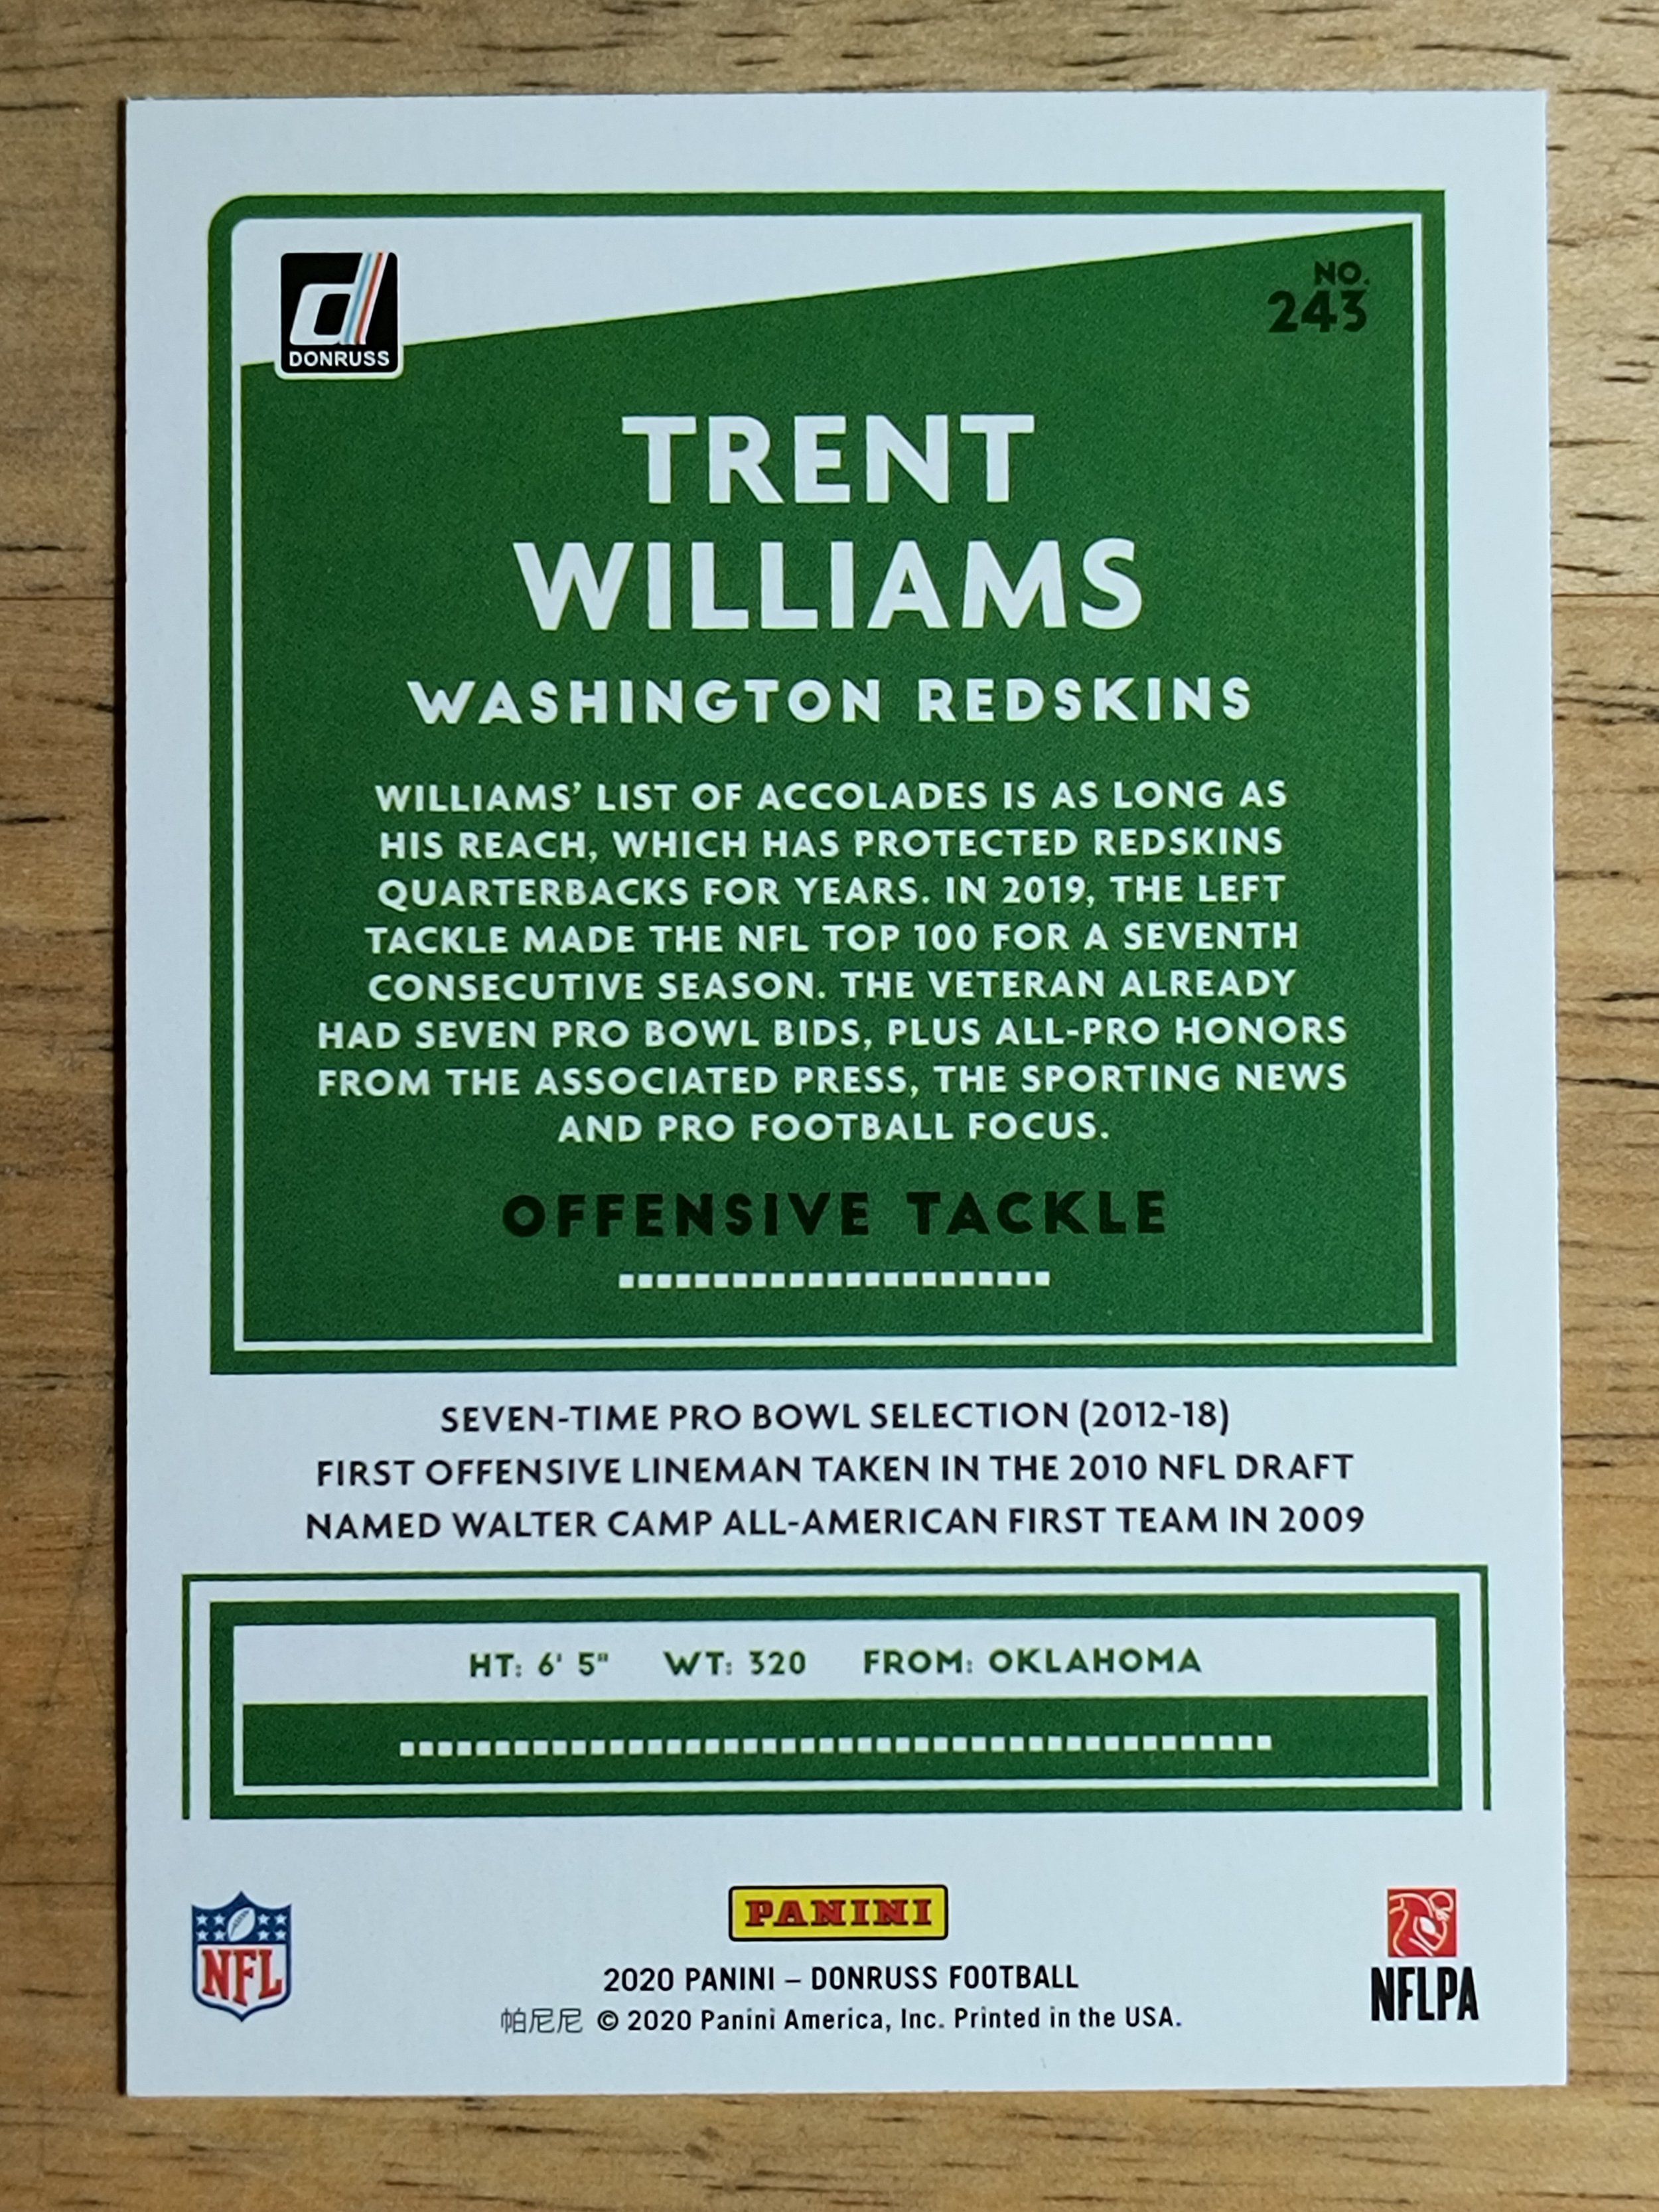 DONRUSS
NO.
243
TRENT
WILLIAMS
WASHINGTON REDSKINS
WILLIAMS' LIST OF ACCOLADES IS AS LONG AS
HIS REACH, WHICH HAS PROTECTED REDSKINS
QUARTERBACKS FOR YEARS. IN 2019, THE LEFT
TACKLE MADE THE NFL TOP 100 FOR A SEVENTH
CONSECUTIVE SEASON. THE VETERAN ALREADY
HAD SEVEN PRO BOWL BIDS, PLUS ALL-PRO HONORS
FROM THE ASSOCIATED PRESS, THE SPORTING NEWS
AND PRO FOOTBALL FOCUS.
OFFENSIVE TACKLE
SEVEN-TIME PRO BOWL SELECTION (2012-18)
FIRST OFFENSIVE LINEMAN TAKEN IN THE 2010 NFL DRAFT
NAMED WALTER CAMP ALL-AMERICAN FIRST TEAM IN 2009
HT: 6' 5" WT: 320 FROM: OKLAHOMA
NFL
PANINI
2020 PANINI – DONRUSS FOOTBALL
帕尼尼 © 2020 Panini America, Inc. Printed in the USA.
NFLPA